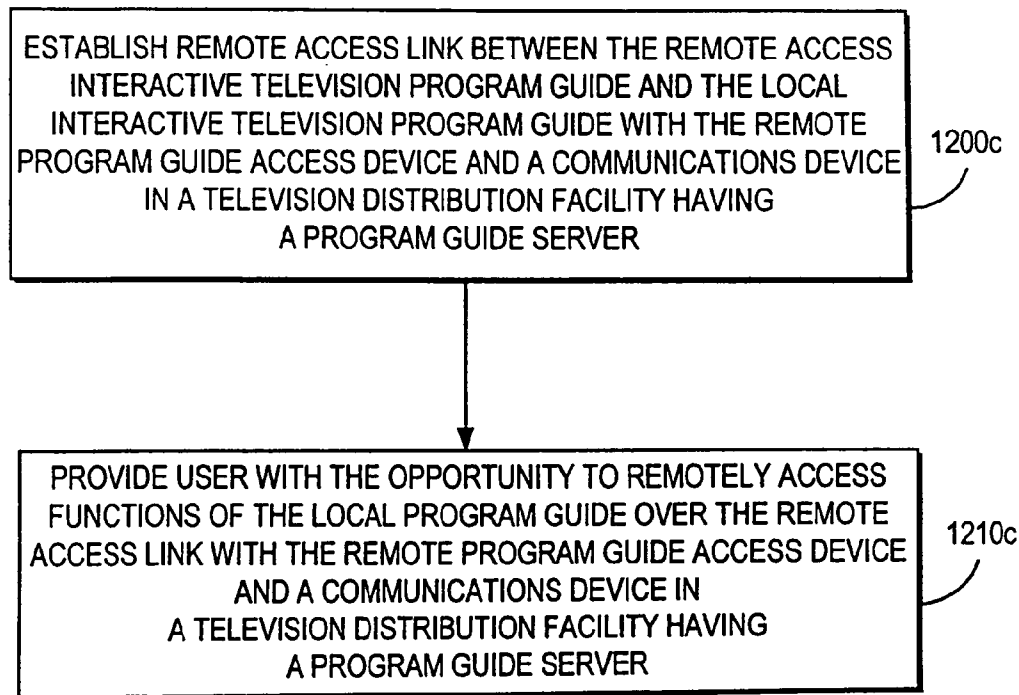 ESTABLISH REMOTE ACCESS LINK BETWEEN THE REMOTE ACCESS
INTERACTIVE TELEVISION PROGRAM GUIDE AND THE LOCAL
INTERACTIVE TELEVISION PROGRAM GUIDE WITH THE REMOTE
PROGRAM GUIDE ACCESS DEVICE AND A COMMUNICATIONS DEVICE
IN A TELEVISION DISTRIBUTION FACILITY HAVING
A PROGRAM GUIDE SERVER
1200c
PROVIDE USER WITH THE OPPORTUNITY TO REMOTELY ACCESS
FUNCTIONS OF THE LOCAL PROGRAM GUIDE OVER THE REMOTE
ACCESS LINK WITH THE REMOTE PROGRAM GUIDE ACCESS DEVICE
AND A COMMUNICATIONS DEVICE IN
A TELEVISION DISTRIBUTION FACILITY HAVING
A PROGRAM GUIDE SERVER
1210c